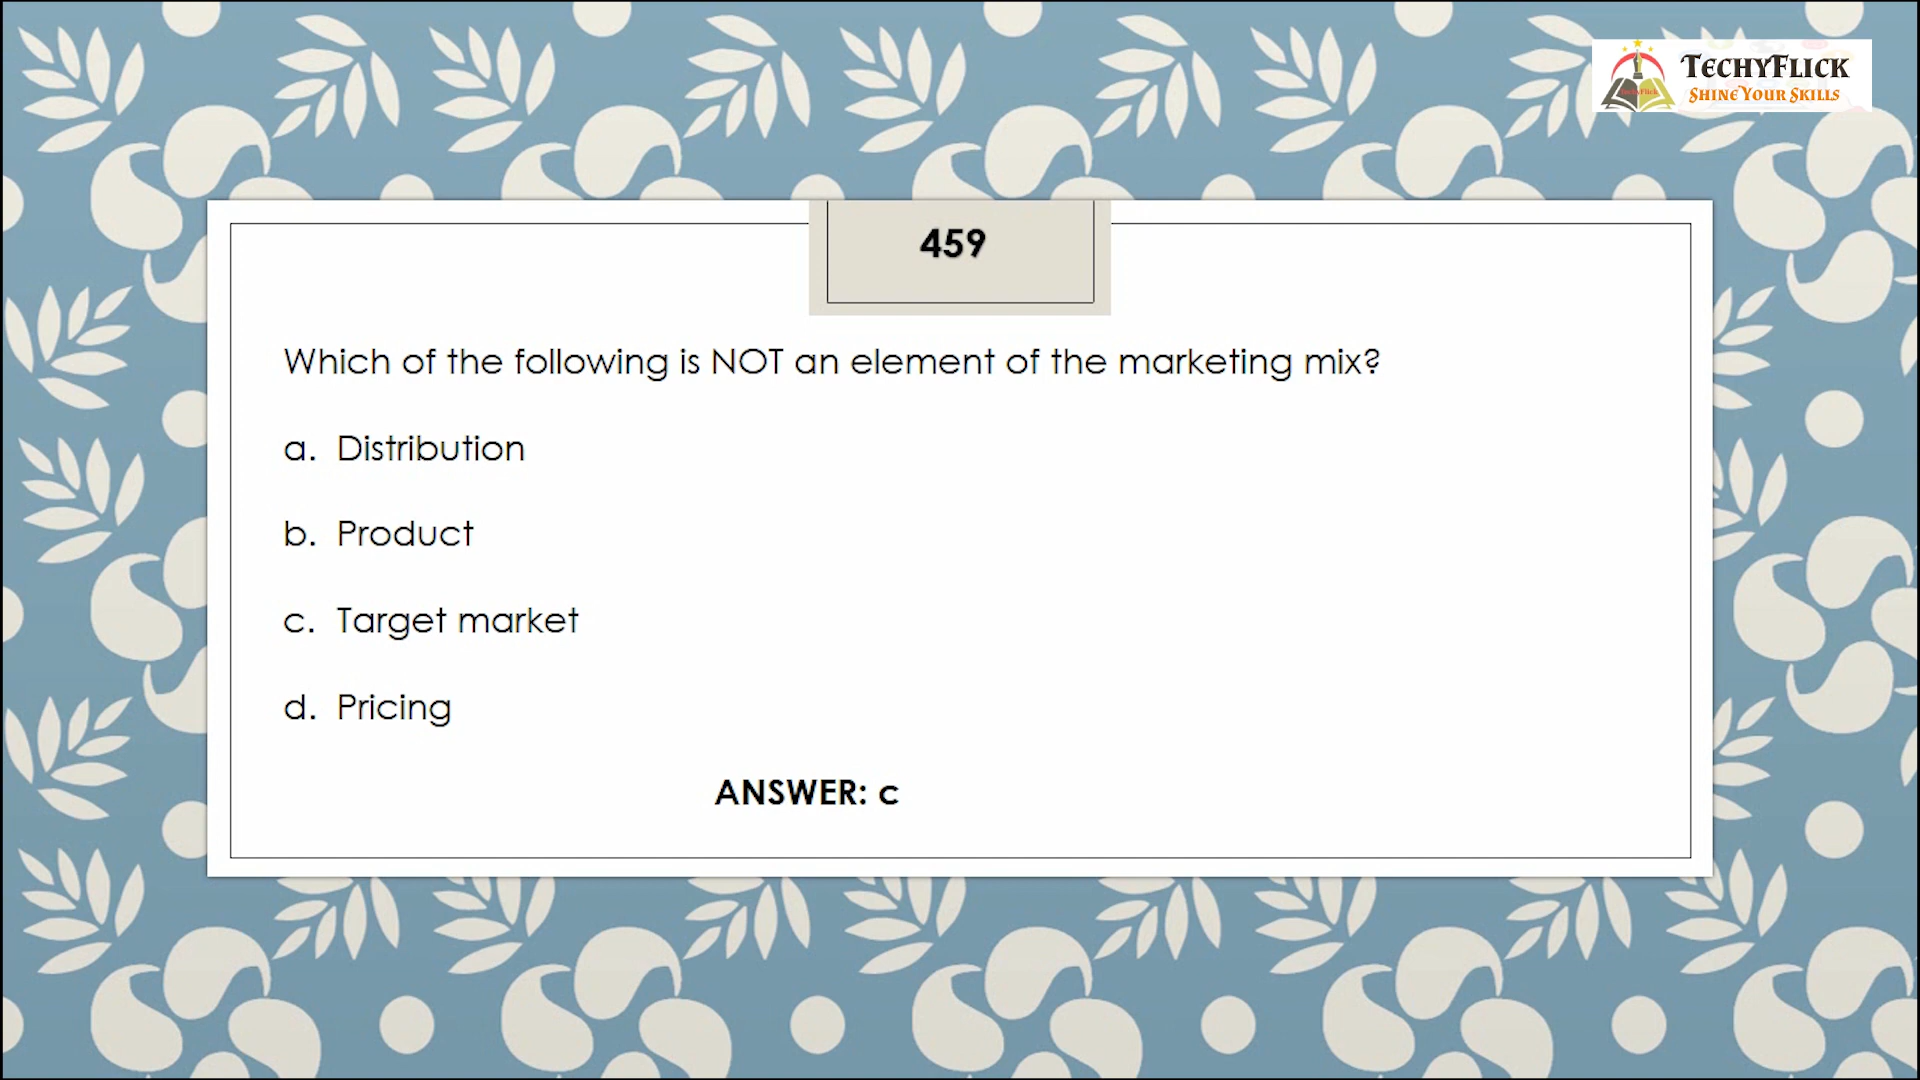 TECHYFLICK
SHINE YOUR SKILLS
459
Which of the following is NOT an element of the marketing mix?
a. Distribution
b. Product
c. Target market
d. Pricing
ANSWER: c